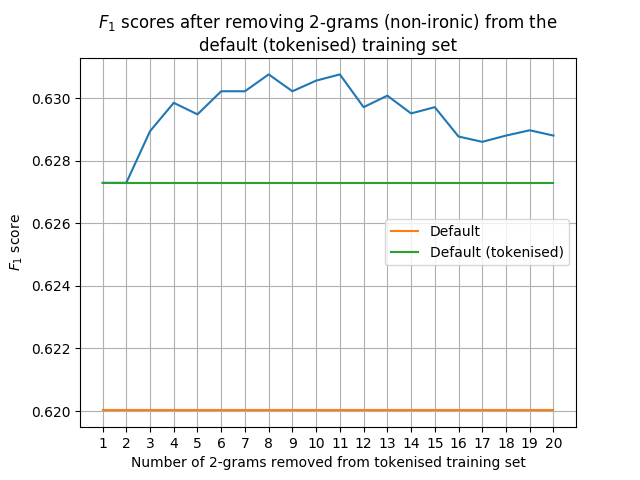 F1 scores after removing 2-grams (non-ironic) from the
default (tokenised) training set
F1 score
0.630
0.628
0.626
0.624
0.622
0.620
Default
Default (tokenised)
1 2 3 4 5 6 7 8 9 10 11 12 13 14 15 16 17 18 19 20
Number of 2-grams removed from tokenised training set